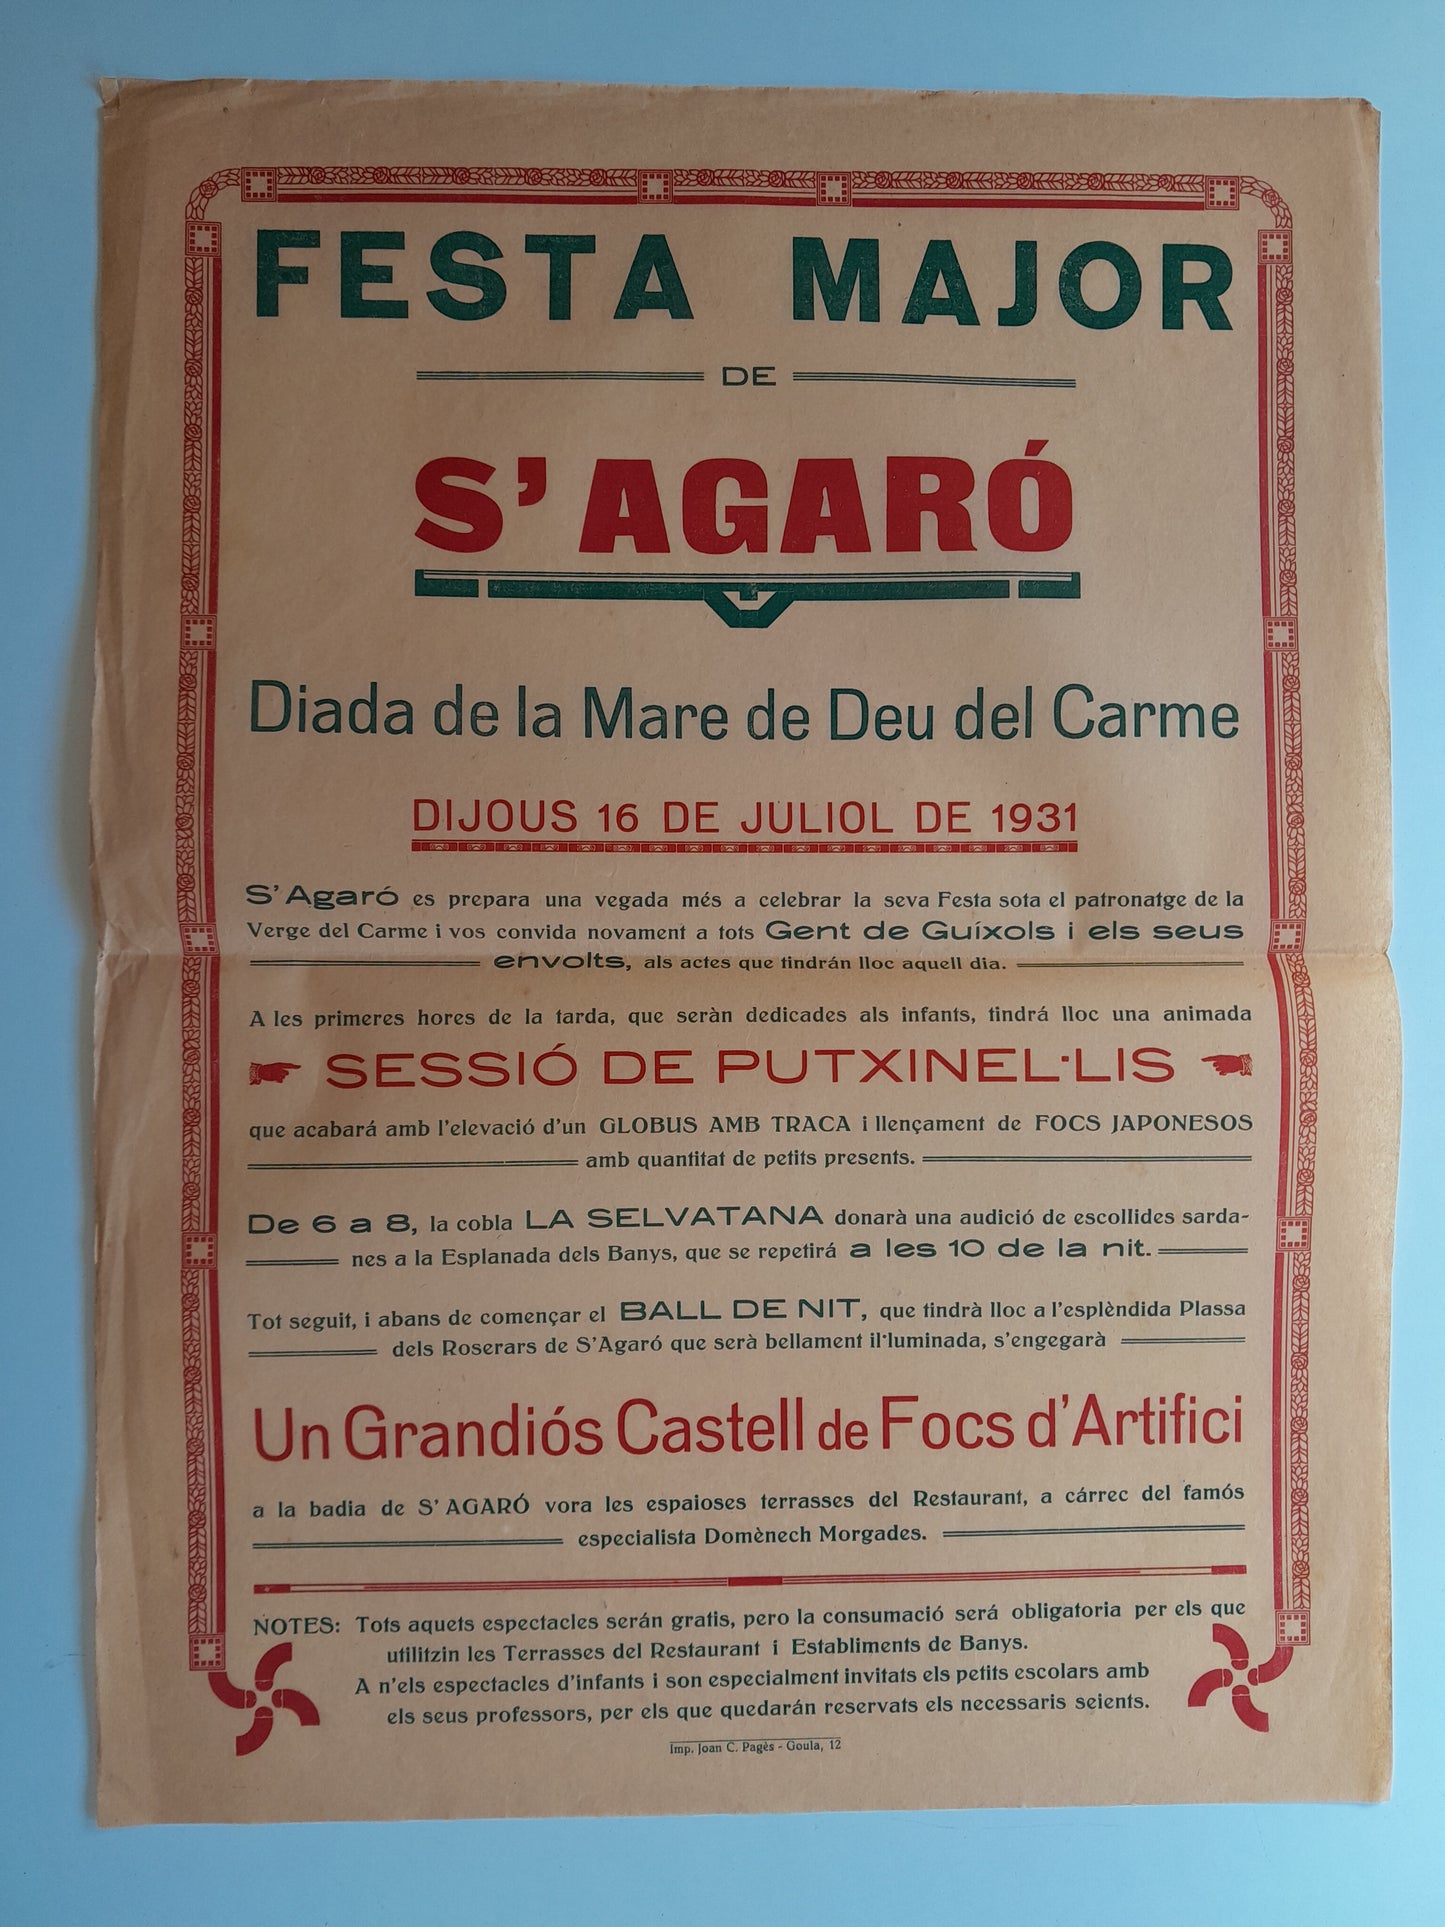 FESTA MAJOR
DE
S'AGARÓ
Diada de la Mare de Deu del Carme
DIJOUS 16 DE JULIOL DE 1931
S'Agaró es prepara una vegada més a celebrar la seva Festa sota el patronatge de la
Verge del Carme i vos convida novament a tots Gent de Guíxols i els seus
envolts, als actes que tindrán lloc aquell dia.
A les primeres hores de la tarda, que seràn dedicades als infants, tindrá lloc una animada
SESSIÓ DE PUTXINEL·LIS
que acabará amb l'elevació d'un GLOBUS AMB TRACA i llençament de FOCS JAPONESOS
amb quantitat de petits presents.
De 6 a 8, la cobla LA SELVATANA donarà una audició de escollides sarda-
nes a la Esplanada dels Banys, que se repetirá a les 10 de la nit.
Tot seguit, i abans de començar el BALL DE NIT, que tindrà lloc a l'esplèndida Plassa
dels Roserars de S'Agaró que serà bellament il·luminada, s'engegarà
Un Grandiós Castell de Focs d'Artifici
a la badia de S'AGARÓ vora les espaioses terrasses del Restaurant, a cárrec del famós
especialista Domènech Morgades.
NOTES: Tots aquets espectacles serán gratis, pero la consumació será obligatoria per els que
utilitzin les Terrasses del Restaurant i Establiments de Banys.
A n'els espectacles d'infants i son especialment invitats els petits escolars amb
els seus professors, per els que quedarán reservats els necessaris seients.
Imp. Joan C. Pagès - Goula, 12